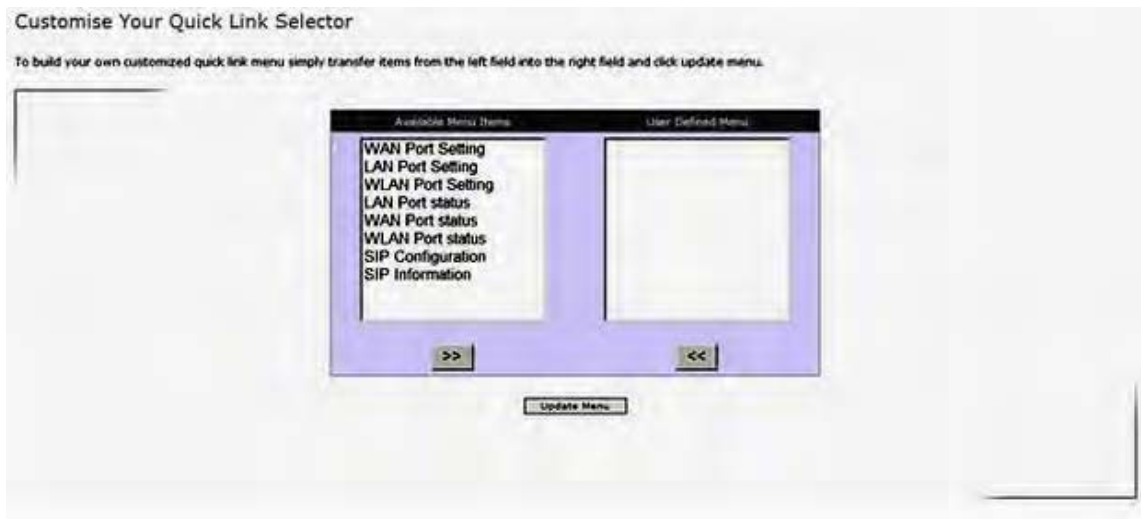 Customise Your Quick Link Selector
To build your own customized quick link menu simply transfer items from the left field into the right field and click update menu.
Available Menu Items
User Defined Menu
WAN Port Setting
LAN Port Setting
WLAN Port Setting
LAN Port status
WAN Port status
WLAN Port status
SIP Configuration
SIP Information
>>
<<
Update Menu